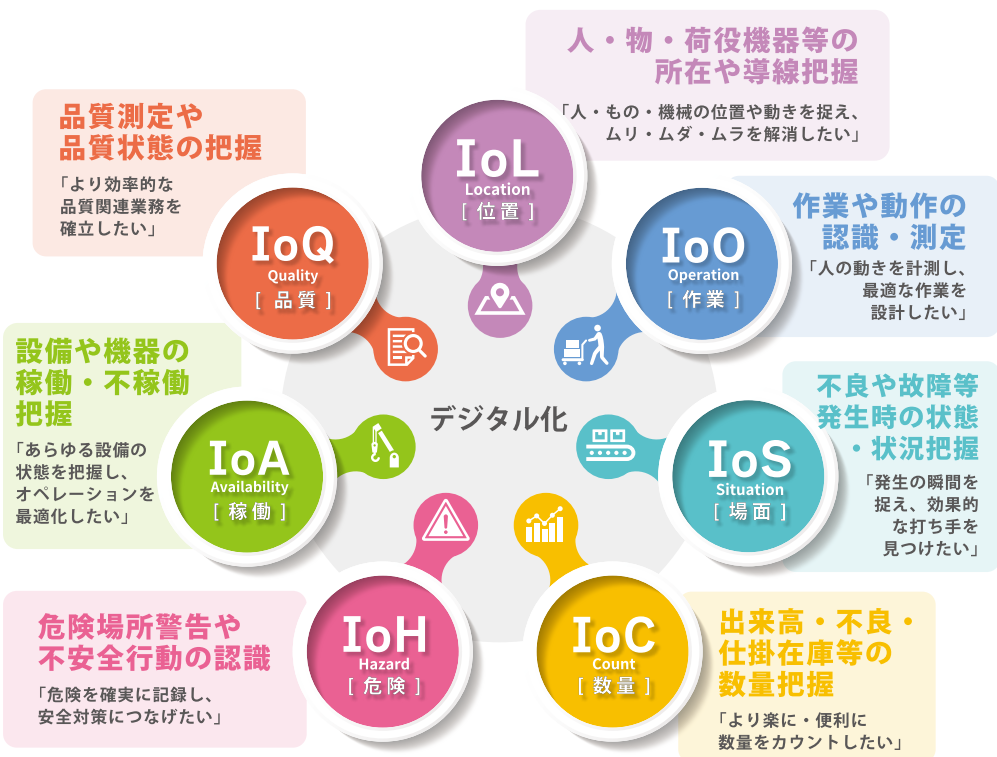 人・物・荷役機器等の
所在や導線把握
「人・もの・機械の位置や動きを捉え、
ムリ・ムダ・ムラを解消したい」
IoL
Location
[ 位置 ]
作業や動作の
認識・測定
「人の動きを計測し、
最適な作業を
設計したい」
IoO
Operation
[ 作業 ]
不良や故障等
発生時の状態
・状況把握
「発生の瞬間を
捉え、効果的
な打ち手を
見つけたい」
IoS
Situation
[ 場面 ]
出来高・不良・
仕掛在庫等の
数量把握
「より楽に・便利に
数量をカウントしたい」
IoC
Count
[ 数量 ]
危険場所警告や
不安全行動の認識
「危険を確実に記録し、
安全対策につなげたい」
IoH
Hazard
[ 危険 ]
設備や機器の
稼働・不稼働
把握
「あらゆる設備の
状態を把握し、
オペレーションを
最適化したい」
IoA
Availability
[ 稼働 ]
品質測定や
品質状態の把握
「より効率的な
品質関連業務を
確立したい」
IoQ
Quality
[ 品質 ]
デジタル化